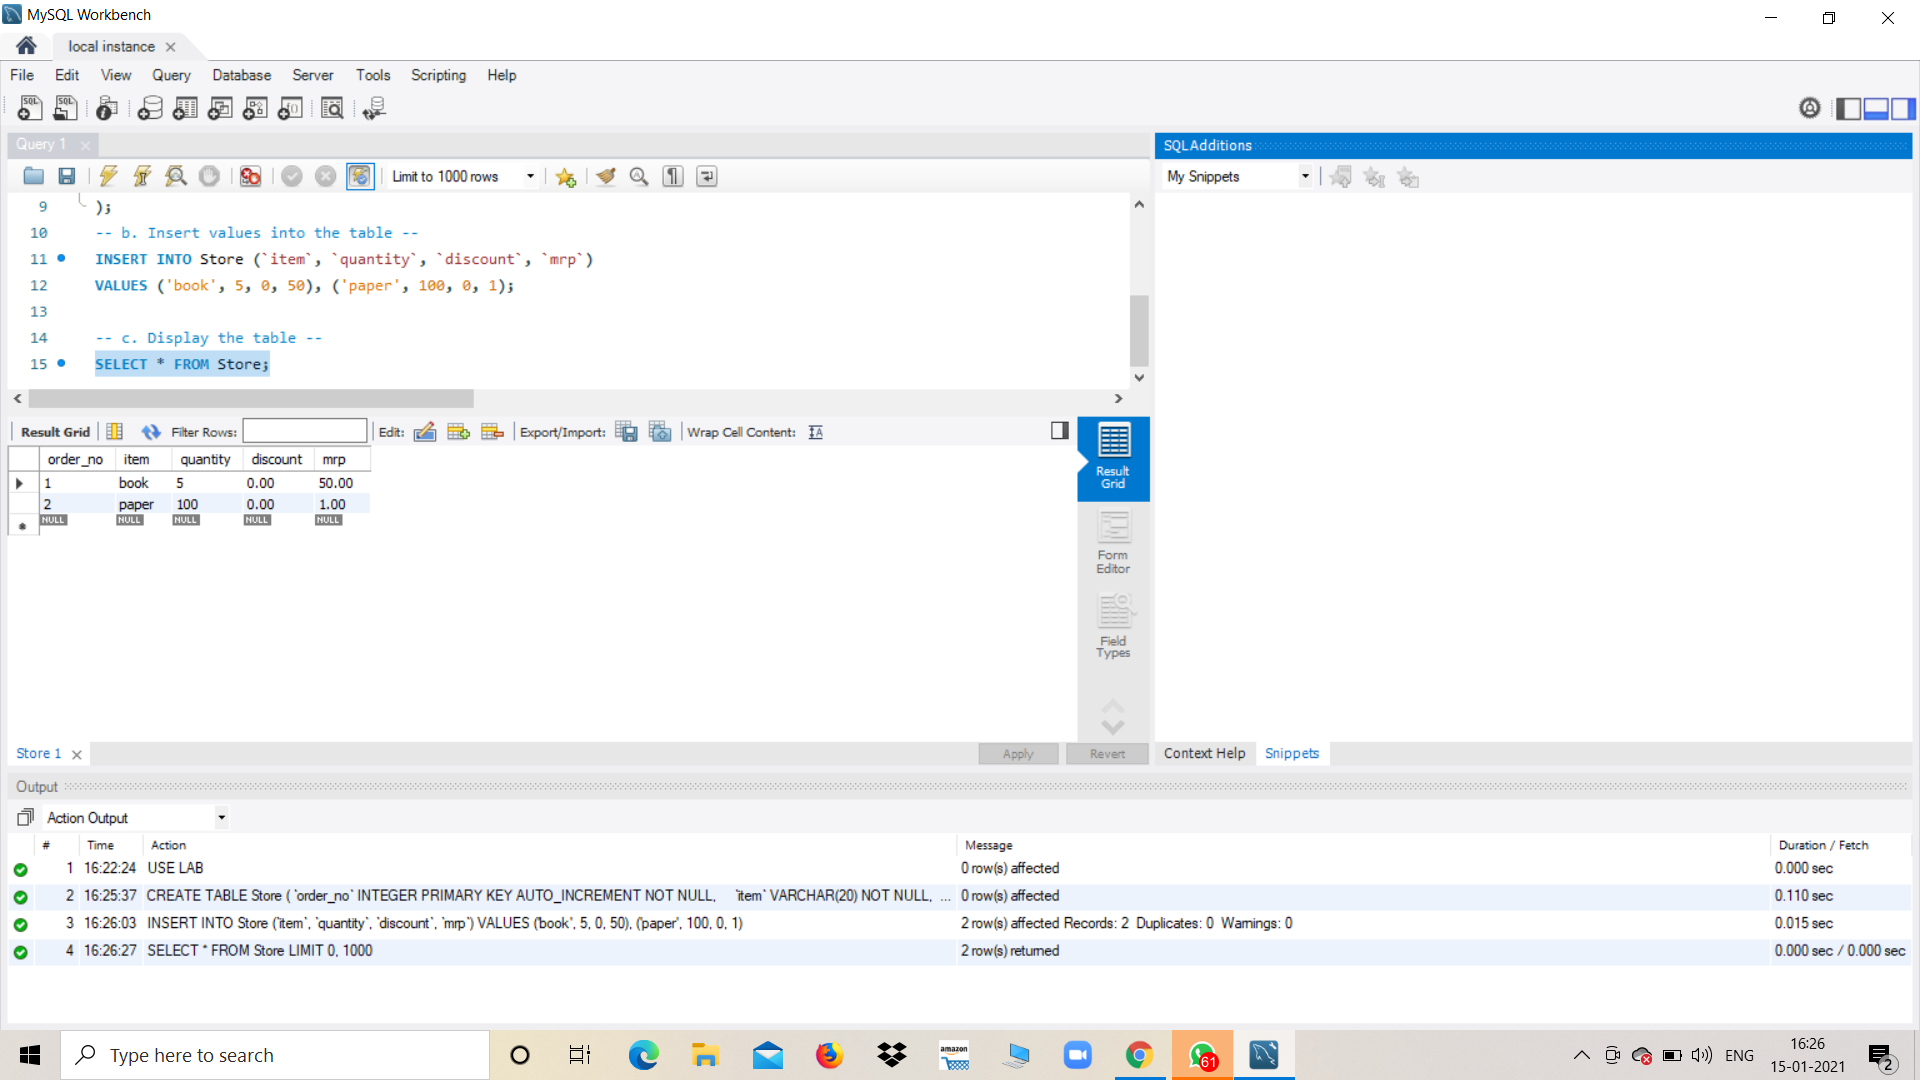 MySQL Workbench
local instance
File Edit View Query Database Server Tools Scripting Help
Query 1
SQLAdditions
Limit to 1000 rows
My Snippets
9 );
10 -- b. Insert values into the table --
11 INSERT INTO Store (`item`, `quantity`, `discount`, `mrp`)
12 VALUES ('book', 5, 0, 50), ('paper', 100, 0, 1);
13
14 -- c. Display the table --
15 SELECT * FROM Store;
Result Grid Filter Rows: Edit: Export/Import: Wrap Cell Content:
order_no item quantity discount mrp
1 book 5 0.00 50.00
2 paper 100 0.00 1.00
NULL NULL NULL NULL NULL
Result
Grid
Form
Editor
Field
Types
Store 1
Apply Revert
Context Help Snippets
Output
Action Output
# Time Action Message Duration / Fetch
1 16:22:24 USE LAB 0 row(s) affected 0.000 sec
2 16:25:37 CREATE TABLE Store ( `order_no` INTEGER PRIMARY KEY AUTO_INCREMENT NOT NULL, `item` VARCHAR(20) NOT NULL, ... 0 row(s) affected 0.110 sec
3 16:26:03 INSERT INTO Store (`item`, `quantity`, `discount`, `mrp`) VALUES ('book', 5, 0, 50), ('paper', 100, 0, 1) 2 row(s) affected Records: 2 Duplicates: 0 Warnings: 0 0.015 sec
4 16:26:27 SELECT * FROM Store LIMIT 0, 1000 2 row(s) returned 0.000 sec / 0.000 sec
Type here to search
amazon
61
ENG
16:26
15-01-2021
2